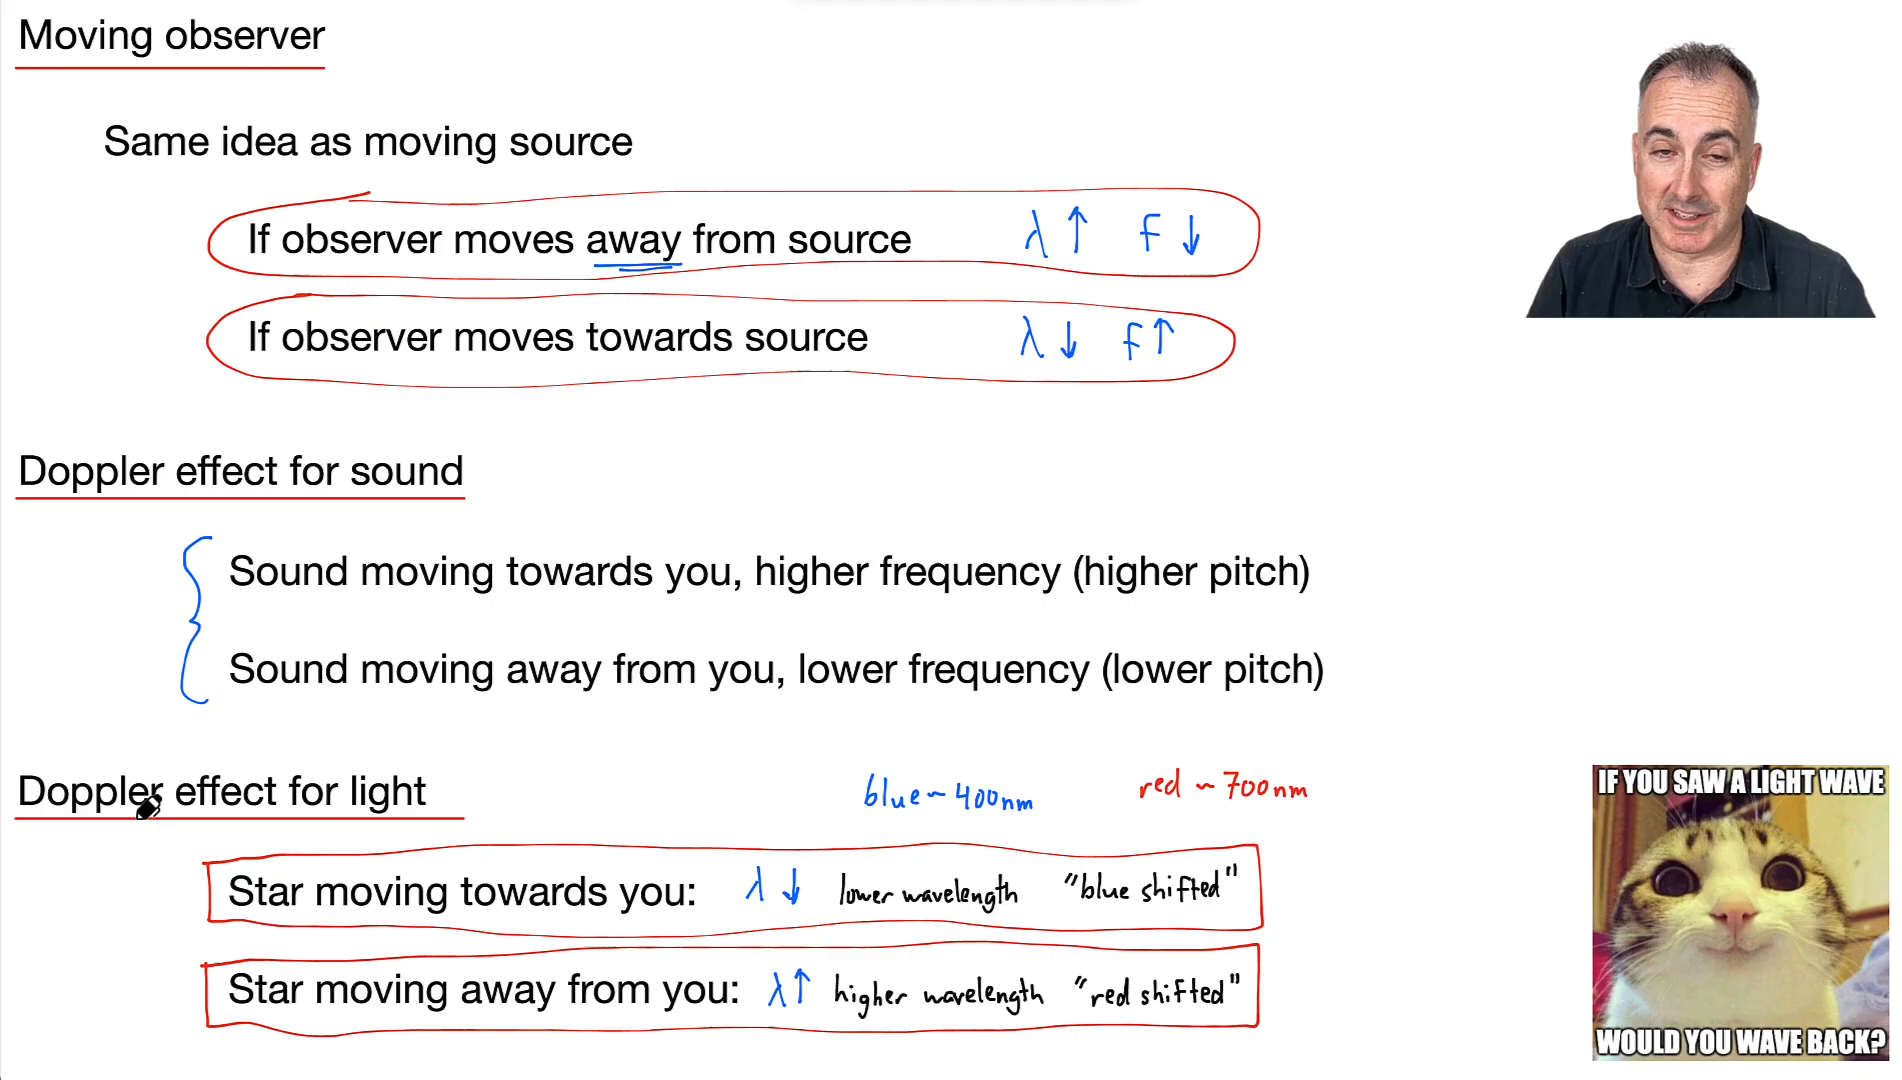 Moving observer
Same idea as moving source
If observer moves away from source λ ↑ F ↓
If observer moves towards source λ ↓ F ↑
Doppler effect for sound
Sound moving towards you, higher frequency (higher pitch)
Sound moving away from you, lower frequency (lower pitch)
Doppler effect for light blue ~ 400nm red ~ 700nm
Star moving towards you: λ ↓ lower wavelength "blue shifted"
Star moving away from you: λ ↑ higher wavelength "red shifted"
IF YOU SAW A LIGHT WAVE
WOULD YOU WAVE BACK?